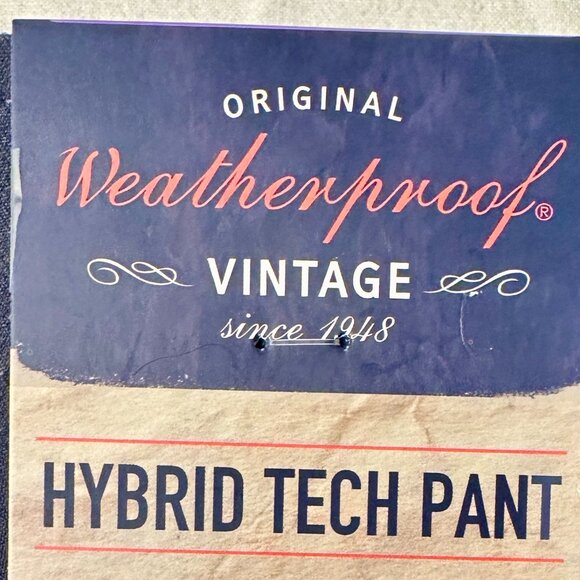 ORIGINAL
Weatherproof®
VINTAGE
since 1948
HYBRID TECH PANT